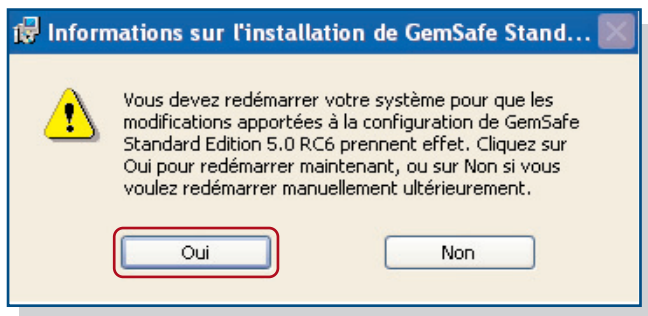 Informations sur l'installation de GemSafe Stand...
Vous devez redémarrer votre système pour que les
modifications apportées à la configuration de GemSafe
Standard Edition 5.0 RC6 prennent effet. Cliquez sur
Oui pour redémarrer maintenant, ou sur Non si vous
voulez redémarrer manuellement ultérieurement.
Oui
Non